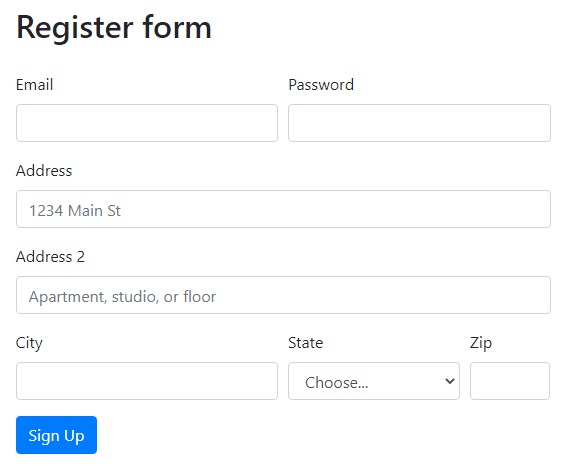 Register form
Email Password
Address
1234 Main St
Address 2
Apartment, studio, or floor
City State Zip
Choose...
Sign Up